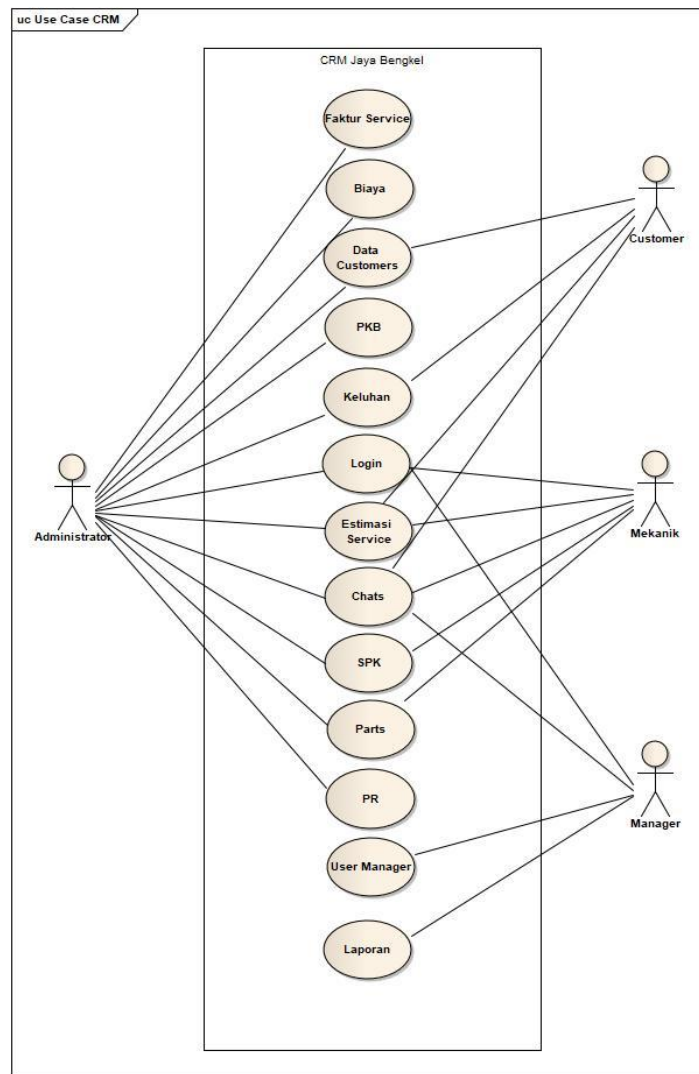 uc Use Case CRM
CRM Jaya Bengkel
Faktur Service
Biaya
Data
Customers
PKB
Keluhan
Login
Estimasi
Service
Chats
SPK
Parts
PR
User Manager
Laporan
Administrator
Customer
Mekanik
Manager